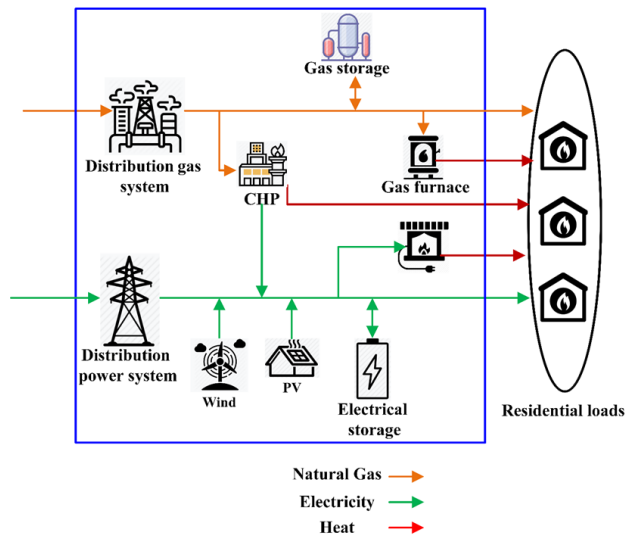 Gas storage
Distribution gas
system
CHP
Gas furnace
Distribution
power system
Wind
PV
Electrical
storage
Residential loads
Natural Gas
Electricity
Heat